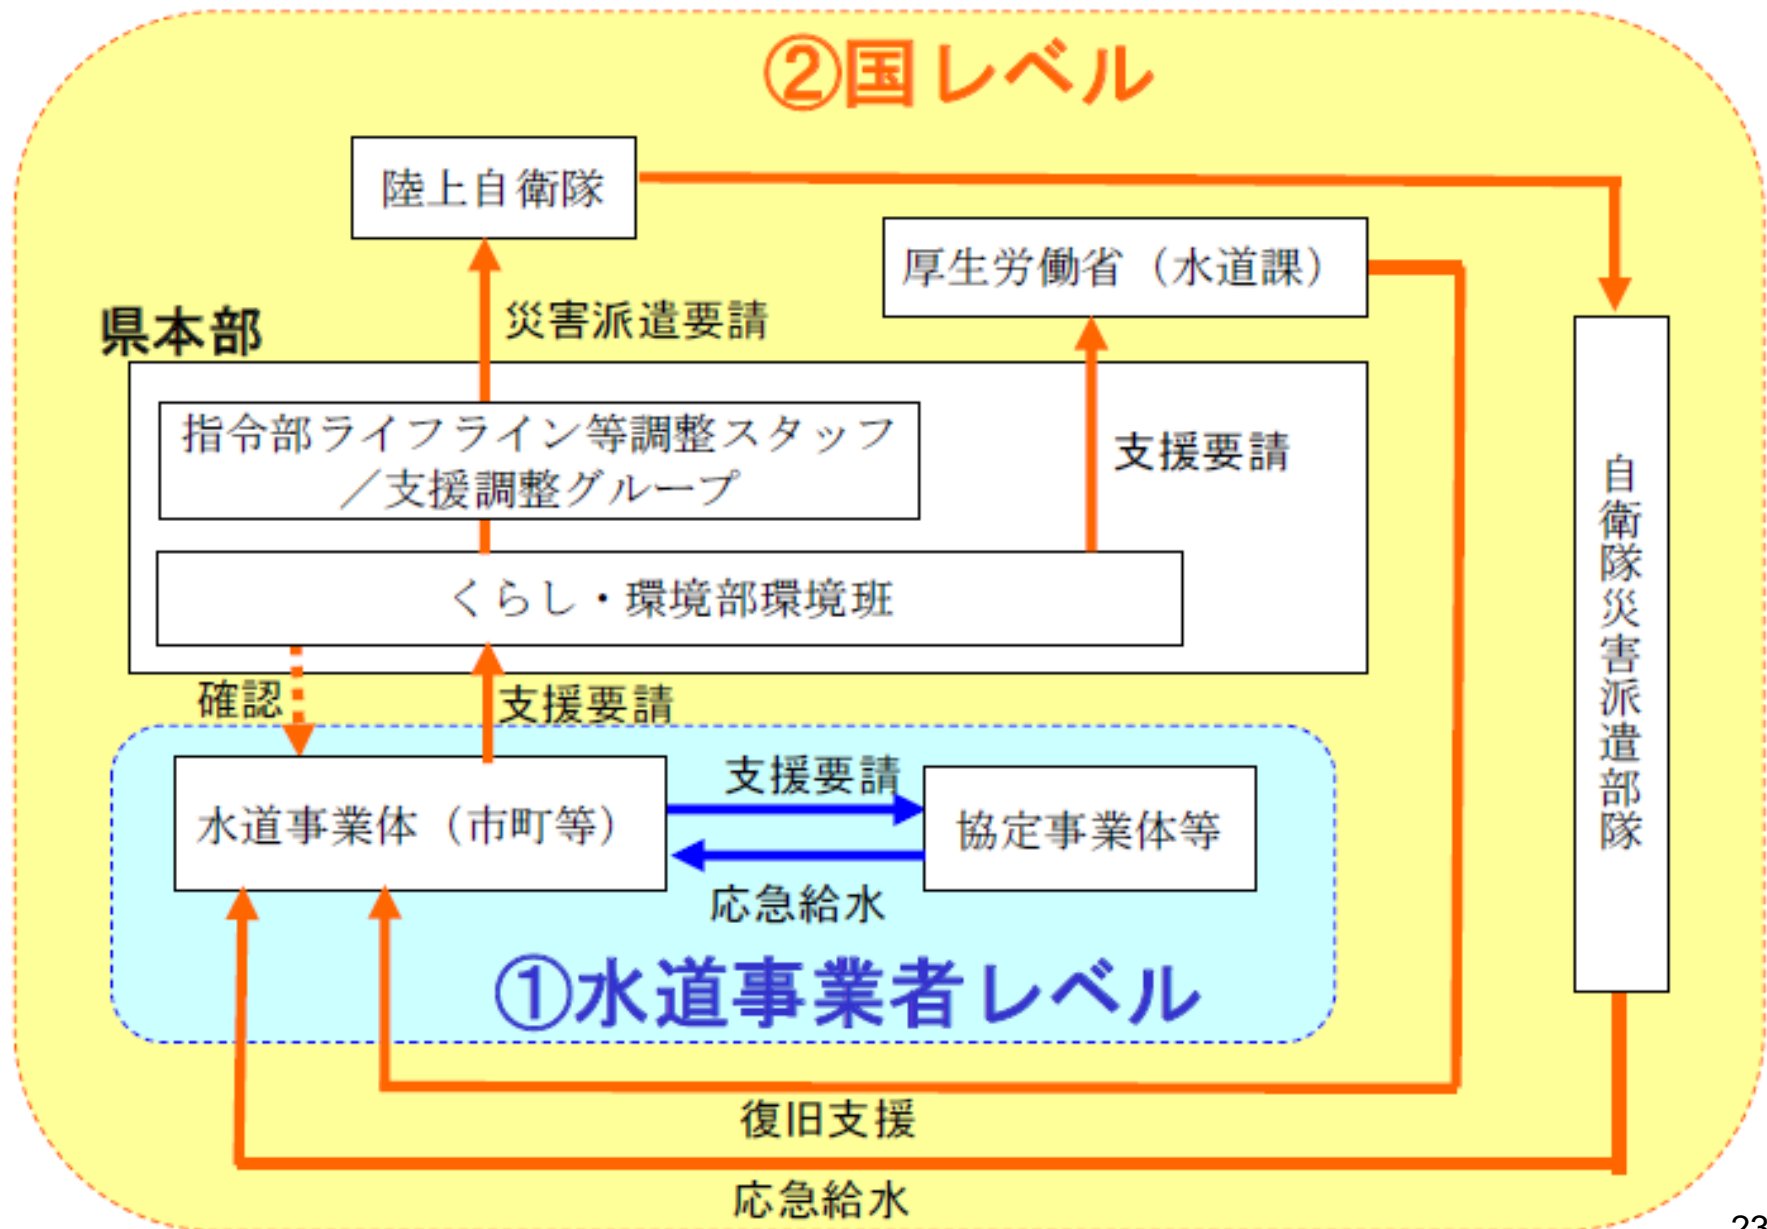 ②国レベル
陸上自衛隊
厚生労働省（水道課）
災害派遣要請
県本部
指令部ライフライン等調整スタッフ
／支援調整グループ
支援要請
自衛隊災害派遣部隊
くらし・環境部環境班
確認
支援要請
水道事業体（市町等）
支援要請
協定事業体等
応急給水
①水道事業者レベル
復旧支援
応急給水
23